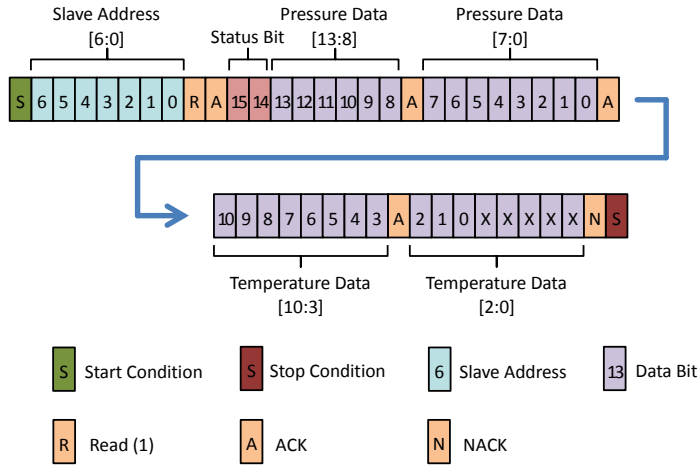 Slave Address Status Bit Pressure Data Pressure Data
[6:0] [13:8] [7:0]
S 6 5 4 3 2 1 0 R A 15 14 13 12 11 10 9 8 A 7 6 5 4 3 2 1 0 A
10 9 8 7 6 5 4 3 A 2 1 0 X X X X X N S
Temperature Data Temperature Data
[10:3] [2:0]
S Start Condition S Stop Condition 6 Slave Address 13 Data Bit
R Read (1) A ACK N NACK